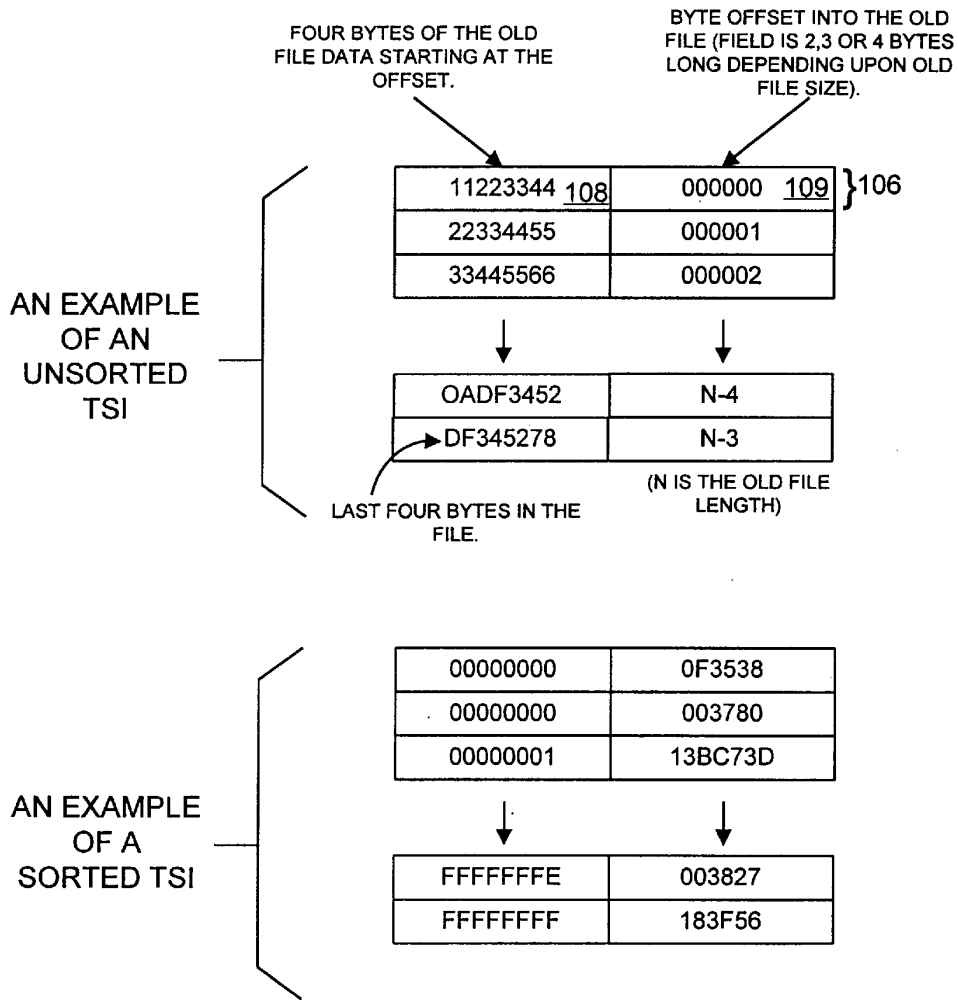 FOUR BYTES OF THE OLD
FILE DATA STARTING AT THE
OFFSET.
BYTE OFFSET INTO THE OLD
FILE (FIELD IS 2,3 OR 4 BYTES
LONG DEPENDING UPON OLD
FILE SIZE).
11223344 108 000000 109 }106
22334455 000001
33445566 000002
AN EXAMPLE
OF AN
UNSORTED
TSI
OADF3452 N-4
DF345278 N-3
(N IS THE OLD FILE
LENGTH)
LAST FOUR BYTES IN THE
FILE.
00000000 0F3538
00000000 003780
00000001 13BC73D
AN EXAMPLE
OF A
SORTED TSI
FFFFFFFE 003827
FFFFFFFF 183F56